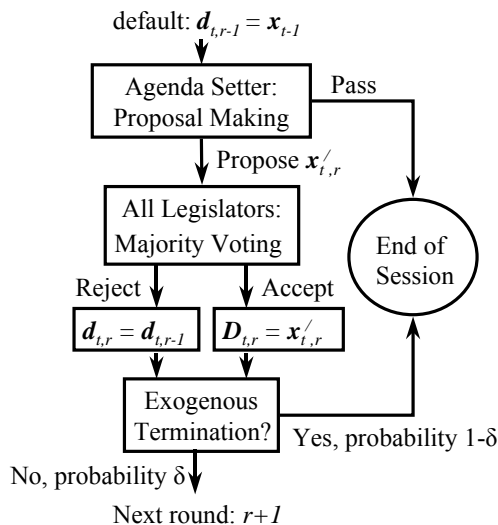 default: d_{t,r-1} = x_{t-1}
Agenda Setter:
Proposal Making
Pass
Propose x′_{t,r}
All Legislators:
Majority Voting
End of
Session
Reject
Accept
d_{t,r} = d_{t,r-1}
D_{t,r} = x′_{t,r}
Exogenous
Termination?
Yes, probability 1-δ
No, probability δ
Next round: r+1